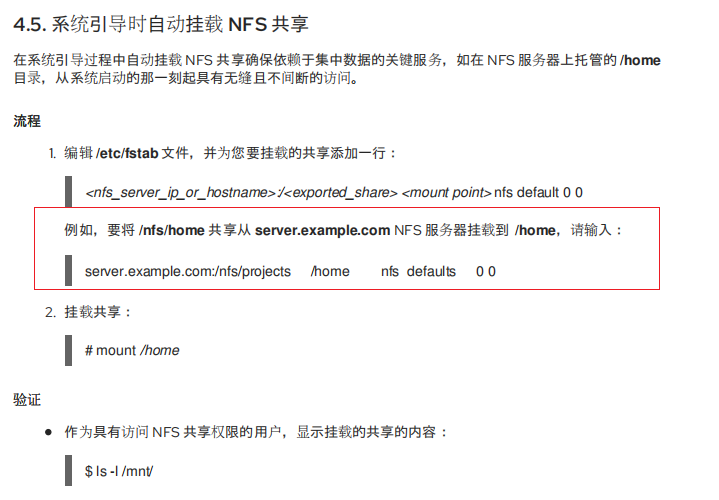 4.5. 系统引导时自动挂载 NFS 共享
在系统引导过程中自动挂载 NFS 共享确保依赖于集中数据的关键服务，如在 NFS 服务器上托管的 /home
目录，从系统启动的那一刻起具有无缝且不间断的访问。
流程
1. 编辑 /etc/fstab 文件，并为您要挂载的共享添加一行：
<nfs_server_ip_or_hostname>:/<exported_share> <mount point> nfs default 0 0
例如，要将 /nfs/home 共享从 server.example.com NFS 服务器挂载到 /home，请输入：
server.example.com:/nfs/projects /home nfs defaults 0 0
2. 挂载共享：
# mount /home
验证
● 作为具有访问 NFS 共享权限的用户，显示挂载的共享的内容：
$ ls -l /mnt/